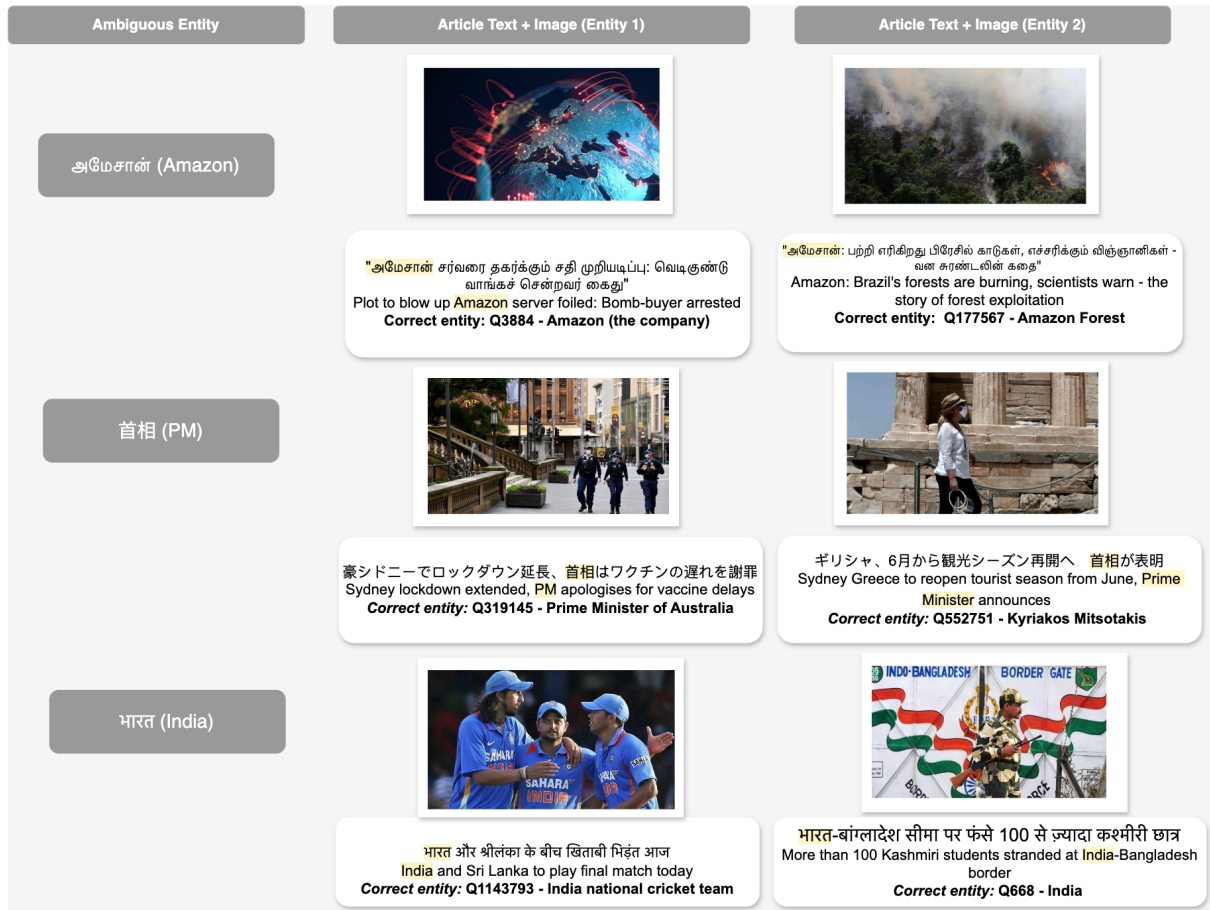 Ambiguous Entity
Article Text + Image (Entity 1)
Article Text + Image (Entity 2)
அமேசான் (Amazon)
"அமேசான் சர்வரை தகர்க்கும் சதி முறியடிப்பு: வெடிகுண்டு
வாங்கச் சென்றவர் கைது"
Plot to blow up Amazon server foiled: Bomb-buyer arrested
Correct entity: Q3884 - Amazon (the company)
"அமேசான்: பற்றி எரிகிறது பிரேசில் காடுகள், எச்சரிக்கும் விஞ்ஞானிகள் -
வன சுரண்டலின் கதை"
Amazon: Brazil's forests are burning, scientists warn - the
story of forest exploitation
Correct entity: Q177567 - Amazon Forest
首相 (PM)
豪シドニーでロックダウン延長、首相はワクチンの遅れを謝罪
Sydney lockdown extended, PM apologises for vaccine delays
Correct entity: Q319145 - Prime Minister of Australia
ギリシャ、6月から観光シーズン再開へ 首相が表明
Sydney Greece to reopen tourist season from June, Prime
Minister announces
Correct entity: Q552751 - Kyriakos Mitsotakis
भारत (India)
SAHARA
SAHARA
INDIA
SAHARA
भारत और श्रीलंका के बीच खिताबी भिड़ंत आज
India and Sri Lanka to play final match today
Correct entity: Q1143793 - India national cricket team
INDO-BANGLADESH BORDER GATE
भारत-बांग्लादेश सीमा पर फंसे 100 से ज़्यादा कश्मीरी छात्र
More than 100 Kashmiri students stranded at India-Bangladesh
border
Correct entity: Q668 - India